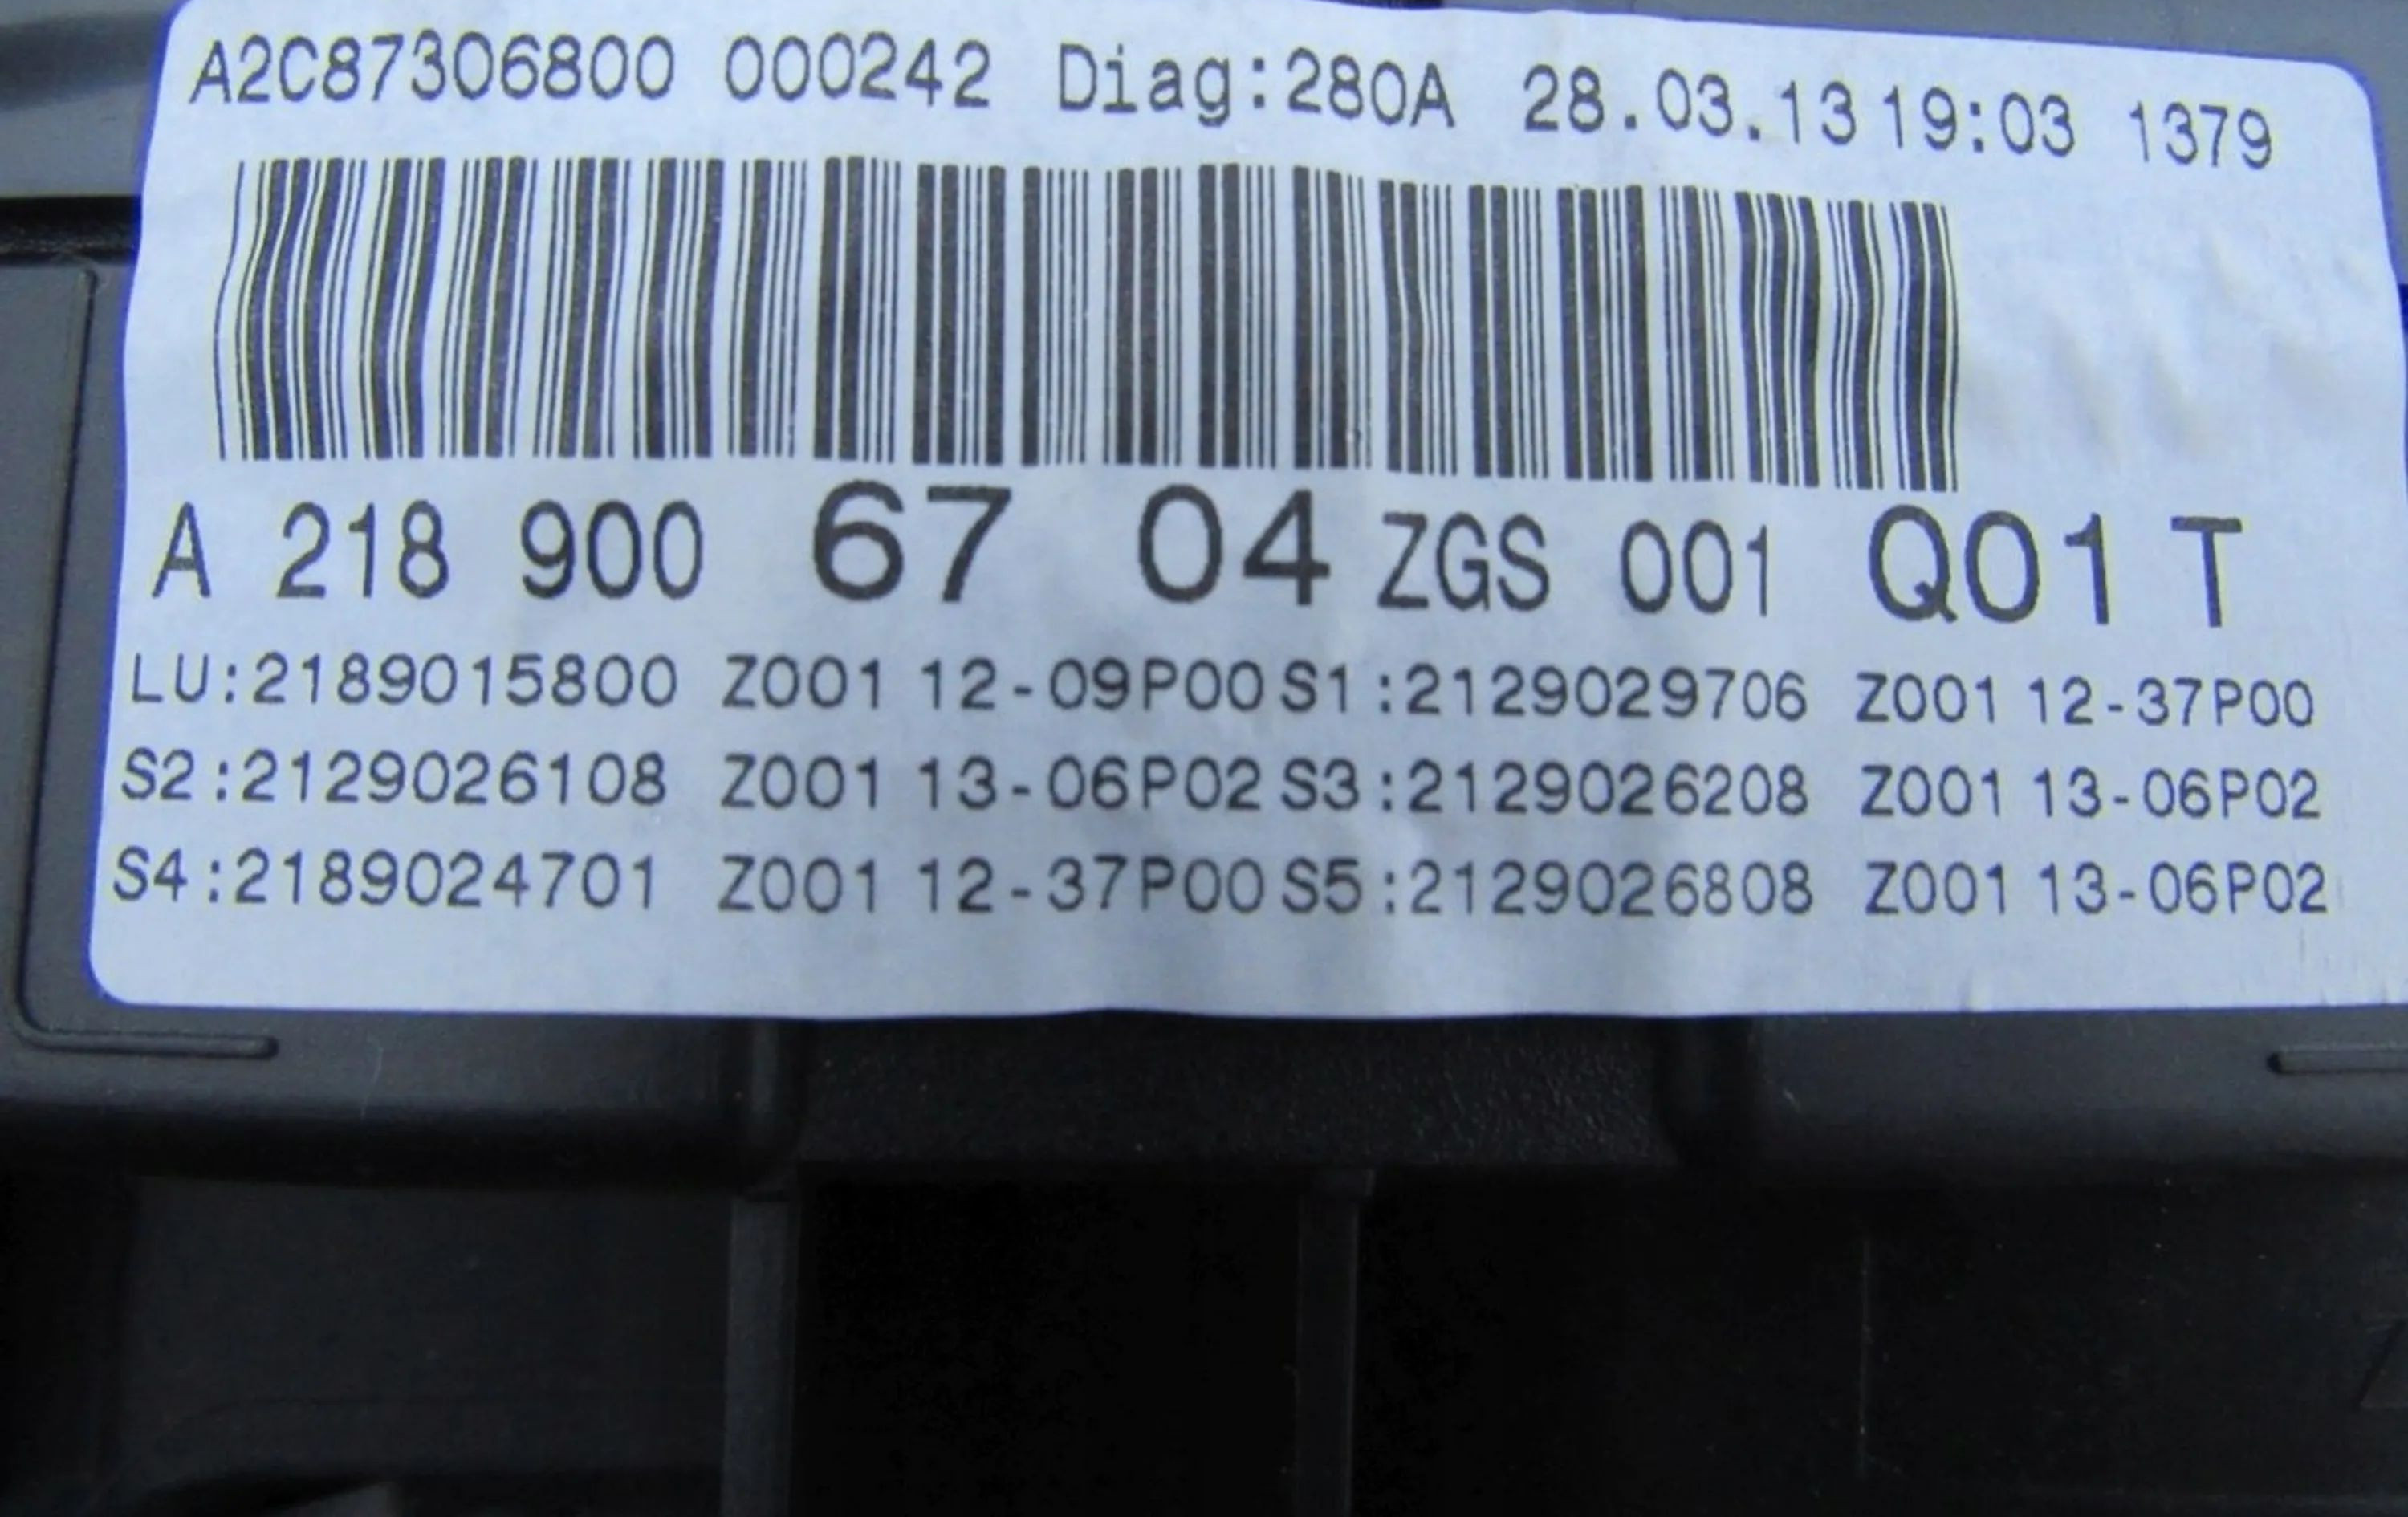 A2C87306800 000242 Diag:280A 28.03.13 19:03 1379
A 218 900 67 04 ZGS 001 Q01 T
LU:2189015800 Z001 12-09P00 S1:2129029706 Z001 12-37P00
S2:2129026108 Z001 13-06P02 S3:2129026208 Z001 13-06P02
S4:2189024701 Z001 12-37P00 S5:2129026808 Z001 13-06P02